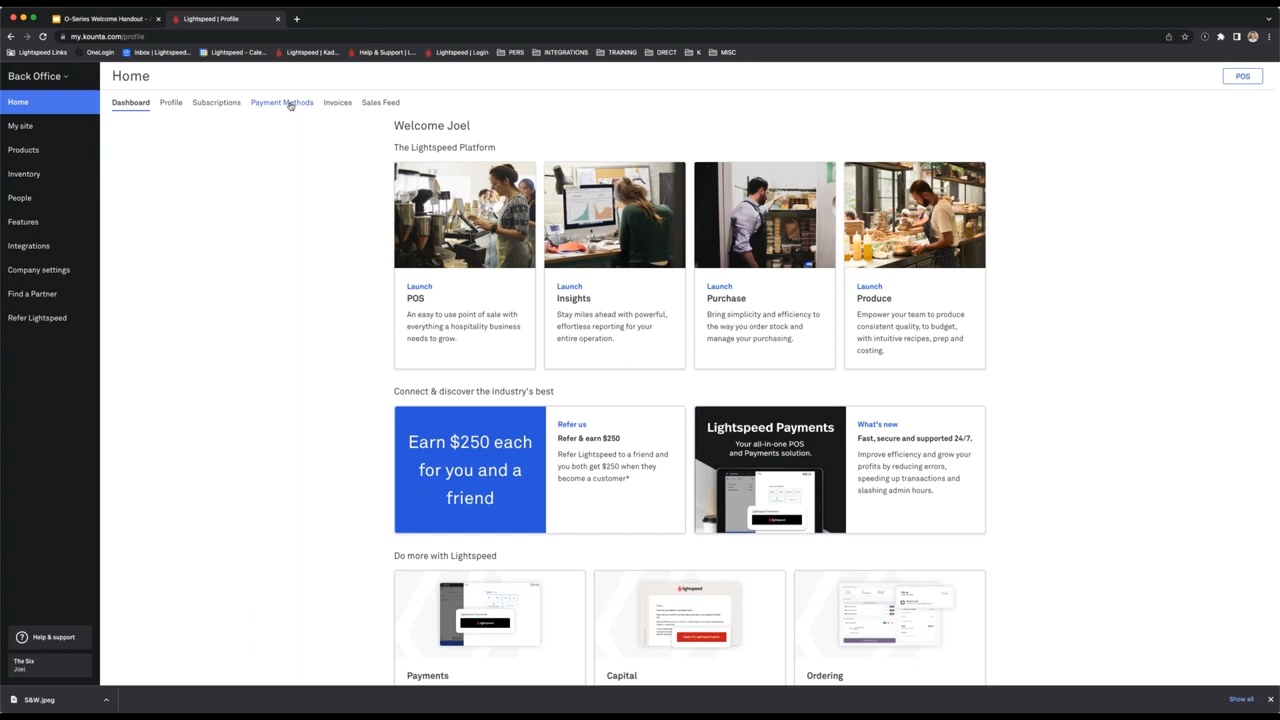 O-Series Welcome Handout - A
Lightspeed | Profile
my.kounta.com/profile
Lightspeed Links
OneLogin
Inbox | Lightspeed...
Lightspeed - Cale...
Lightspeed | Kad...
Help & Support | L...
Lightspeed | Login
PERS
INTEGRATIONS
TRAINING
DRECT
K
MISC
Back Office
Home
POS
Home
My site
Products
Inventory
People
Features
Integrations
Company settings
Find a Partner
Refer Lightspeed
Dashboard
Profile
Subscriptions
Payment Methods
Invoices
Sales Feed
Welcome Joel
The Lightspeed Platform
Launch
POS
An easy to use point of sale with
everything a hospitality business
needs to grow.
Launch
Insights
Stay miles ahead with powerful,
effortless reporting for your
entire operation.
Launch
Purchase
Bring simplicity and efficiency to
the way you order stock and
manage your purchasing.
Launch
Produce
Empower your team to produce
consistent quality, to budget,
with intuitive recipes, prep and
costing.
Connect & discover the industry's best
Earn $250 each
for you and a
friend
Refer us
Refer & earn $250
Refer Lightspeed to a friend and
you both get $250 when they
become a customer*
Lightspeed Payments
Your all-in-one POS
and Payments solution.
lightspeed
What's new
Fast, secure and supported 24/7.
Improve efficiency and grow your
profits by reducing errors,
speeding up transactions and
slashing admin hours.
Do more with Lightspeed
lightspeed
Payments
lightspeed
Capital
Ordering
Help & support
The Six
Joel
S&W.jpeg
Show all